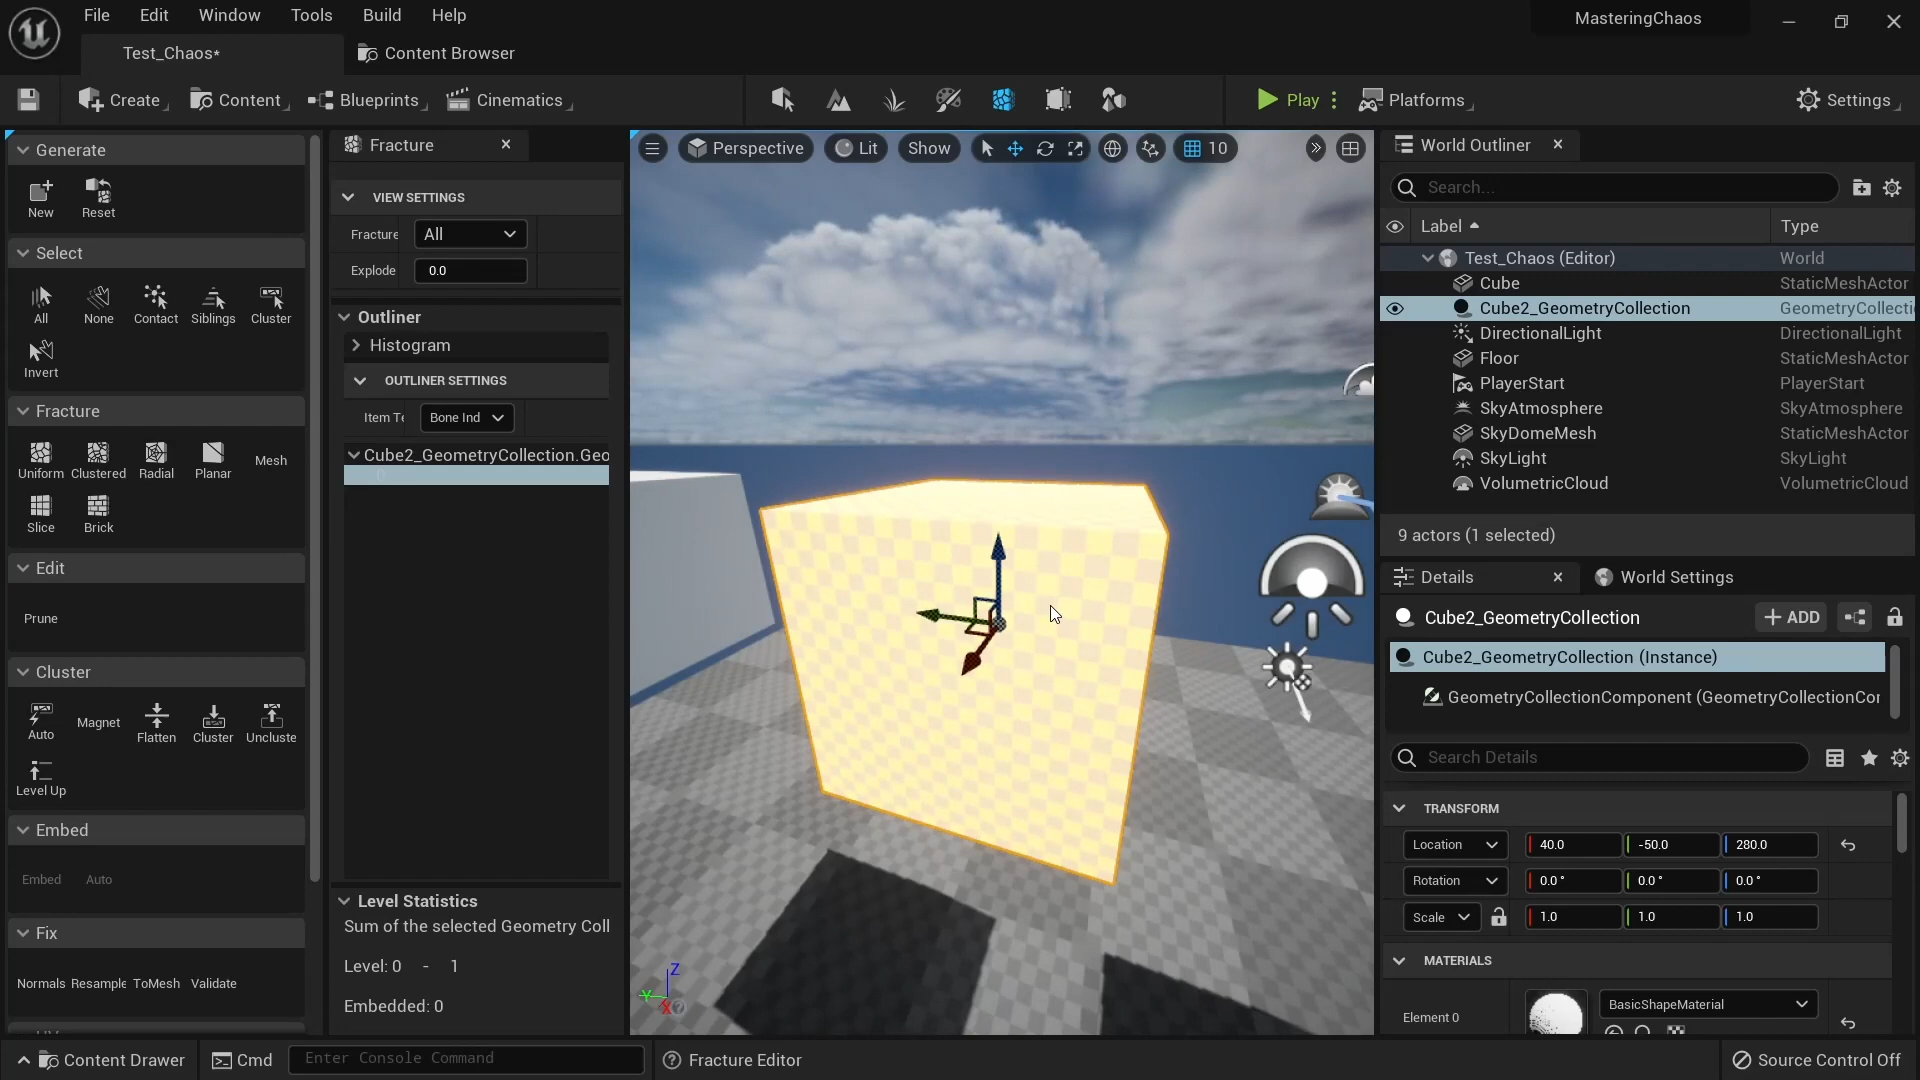 File Edit Window Tools Build Help
MasteringChaos
Test_Chaos*
Content Browser
Create
Content
Blueprints
Cinematics
Play
Platforms
Settings
Generate
New
Reset
Select
All
None
Contact
Siblings
Cluster
Invert
Fracture
Uniform
Clustered
Radial
Planar
Mesh
Slice
Brick
Edit
Prune
Cluster
Auto
Magnet
Flatten
Cluster
Uncluste
Level Up
Embed
Embed
Auto
Fix
Normals
Resample
ToMesh
Validate
Fracture
VIEW SETTINGS
Fracture
All
Explode
0.0
Outliner
Histogram
OUTLINER SETTINGS
Item Te
Bone Ind
Cube2_GeometryCollection.Geo
Level Statistics
Sum of the selected Geometry Coll
Level: 0 - 1
Embedded: 0
Perspective
Lit
Show
10
Z
Y
X
World Outliner
Search...
Label
Type
Test_Chaos (Editor) World
Cube StaticMeshActor
Cube2_GeometryCollection GeometryCollecti
DirectionalLight DirectionalLight
Floor StaticMeshActor
PlayerStart PlayerStart
SkyAtmosphere SkyAtmosphere
SkyDomeMesh StaticMeshActor
SkyLight SkyLight
VolumetricCloud VolumetricCloud
9 actors (1 selected)
Details
World Settings
Cube2_GeometryCollection
ADD
Cube2_GeometryCollection (Instance)
GeometryCollectionComponent (GeometryCollectionCor
Search Details
TRANSFORM
Location 40.0 -50.0 280.0
Rotation 0.0 ° 0.0 ° 0.0 °
Scale 1.0 1.0 1.0
MATERIALS
Element 0
BasicShapeMaterial
Content Drawer
Cmd
Enter Console Command
Fracture Editor
Source Control Off